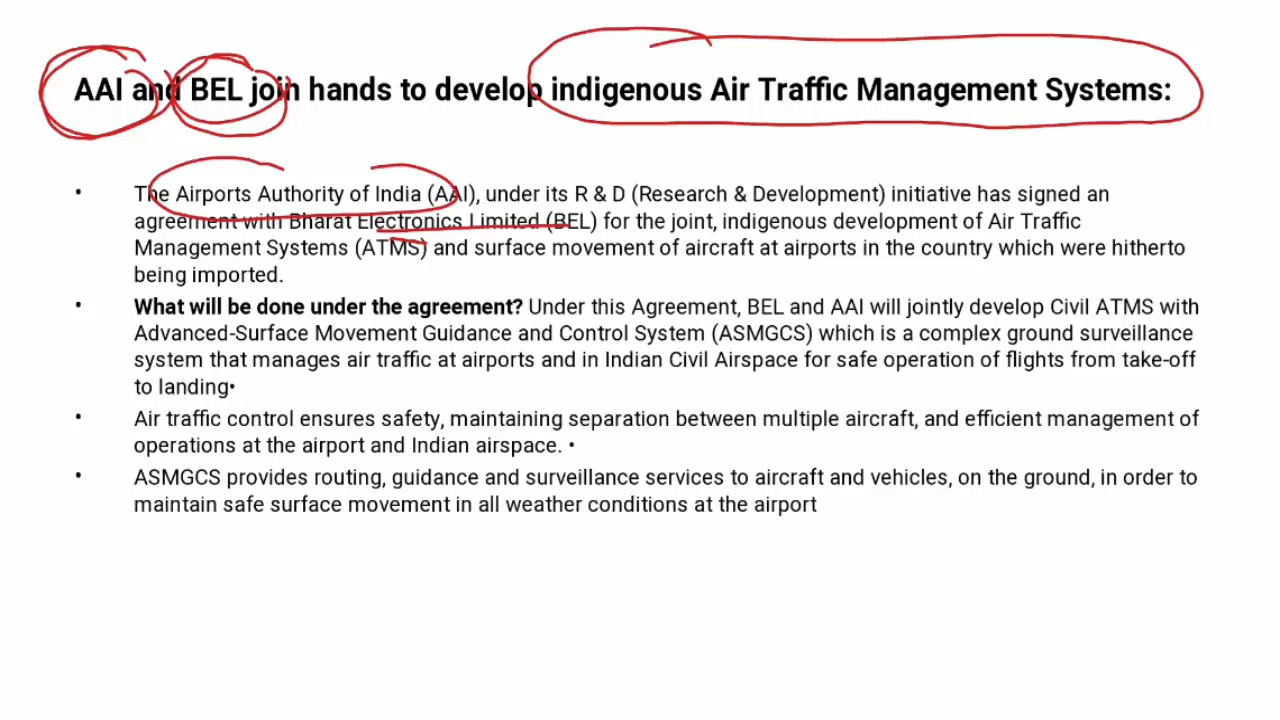 AAI and BEL join hands to develop indigenous Air Traffic Management Systems:
• The Airports Authority of India (AAI), under its R & D (Research & Development) initiative has signed an
agreement with Bharat Electronics Limited (BEL) for the joint, indigenous development of Air Traffic
Management Systems (ATMS) and surface movement of aircraft at airports in the country which were hitherto
being imported.
• What will be done under the agreement? Under this Agreement, BEL and AAI will jointly develop Civil ATMS with
Advanced-Surface Movement Guidance and Control System (ASMGCS) which is a complex ground surveillance
system that manages air traffic at airports and in Indian Civil Airspace for safe operation of flights from take-off
to landing•
• Air traffic control ensures safety, maintaining separation between multiple aircraft, and efficient management of
operations at the airport and Indian airspace. •
• ASMGCS provides routing, guidance and surveillance services to aircraft and vehicles, on the ground, in order to
maintain safe surface movement in all weather conditions at the airport